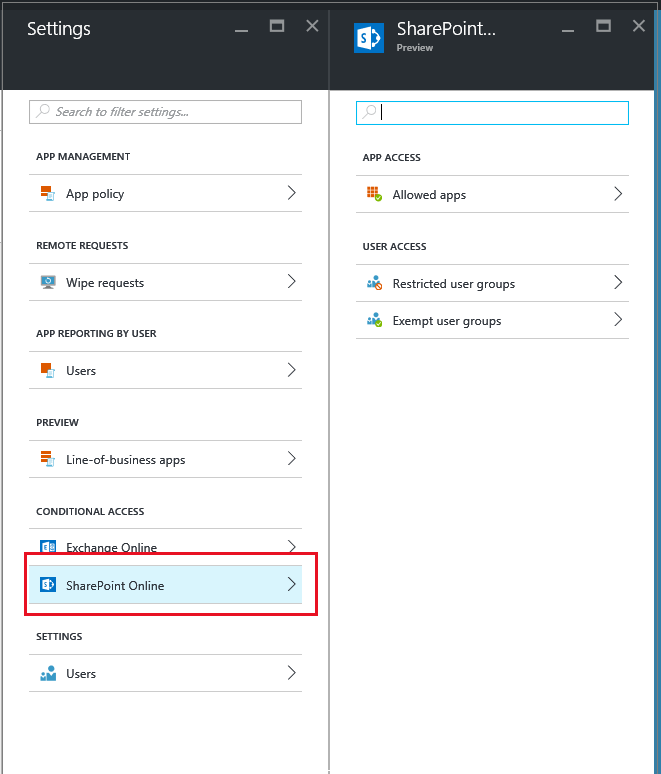 Settings
Search to filter settings...
APP MANAGEMENT
App policy
REMOTE REQUESTS
Wipe requests
APP REPORTING BY USER
Users
PREVIEW
Line-of-business apps
CONDITIONAL ACCESS
Exchange Online
SharePoint Online
SETTINGS
Users
SharePoint...
Preview
APP ACCESS
Allowed apps
USER ACCESS
Restricted user groups
Exempt user groups